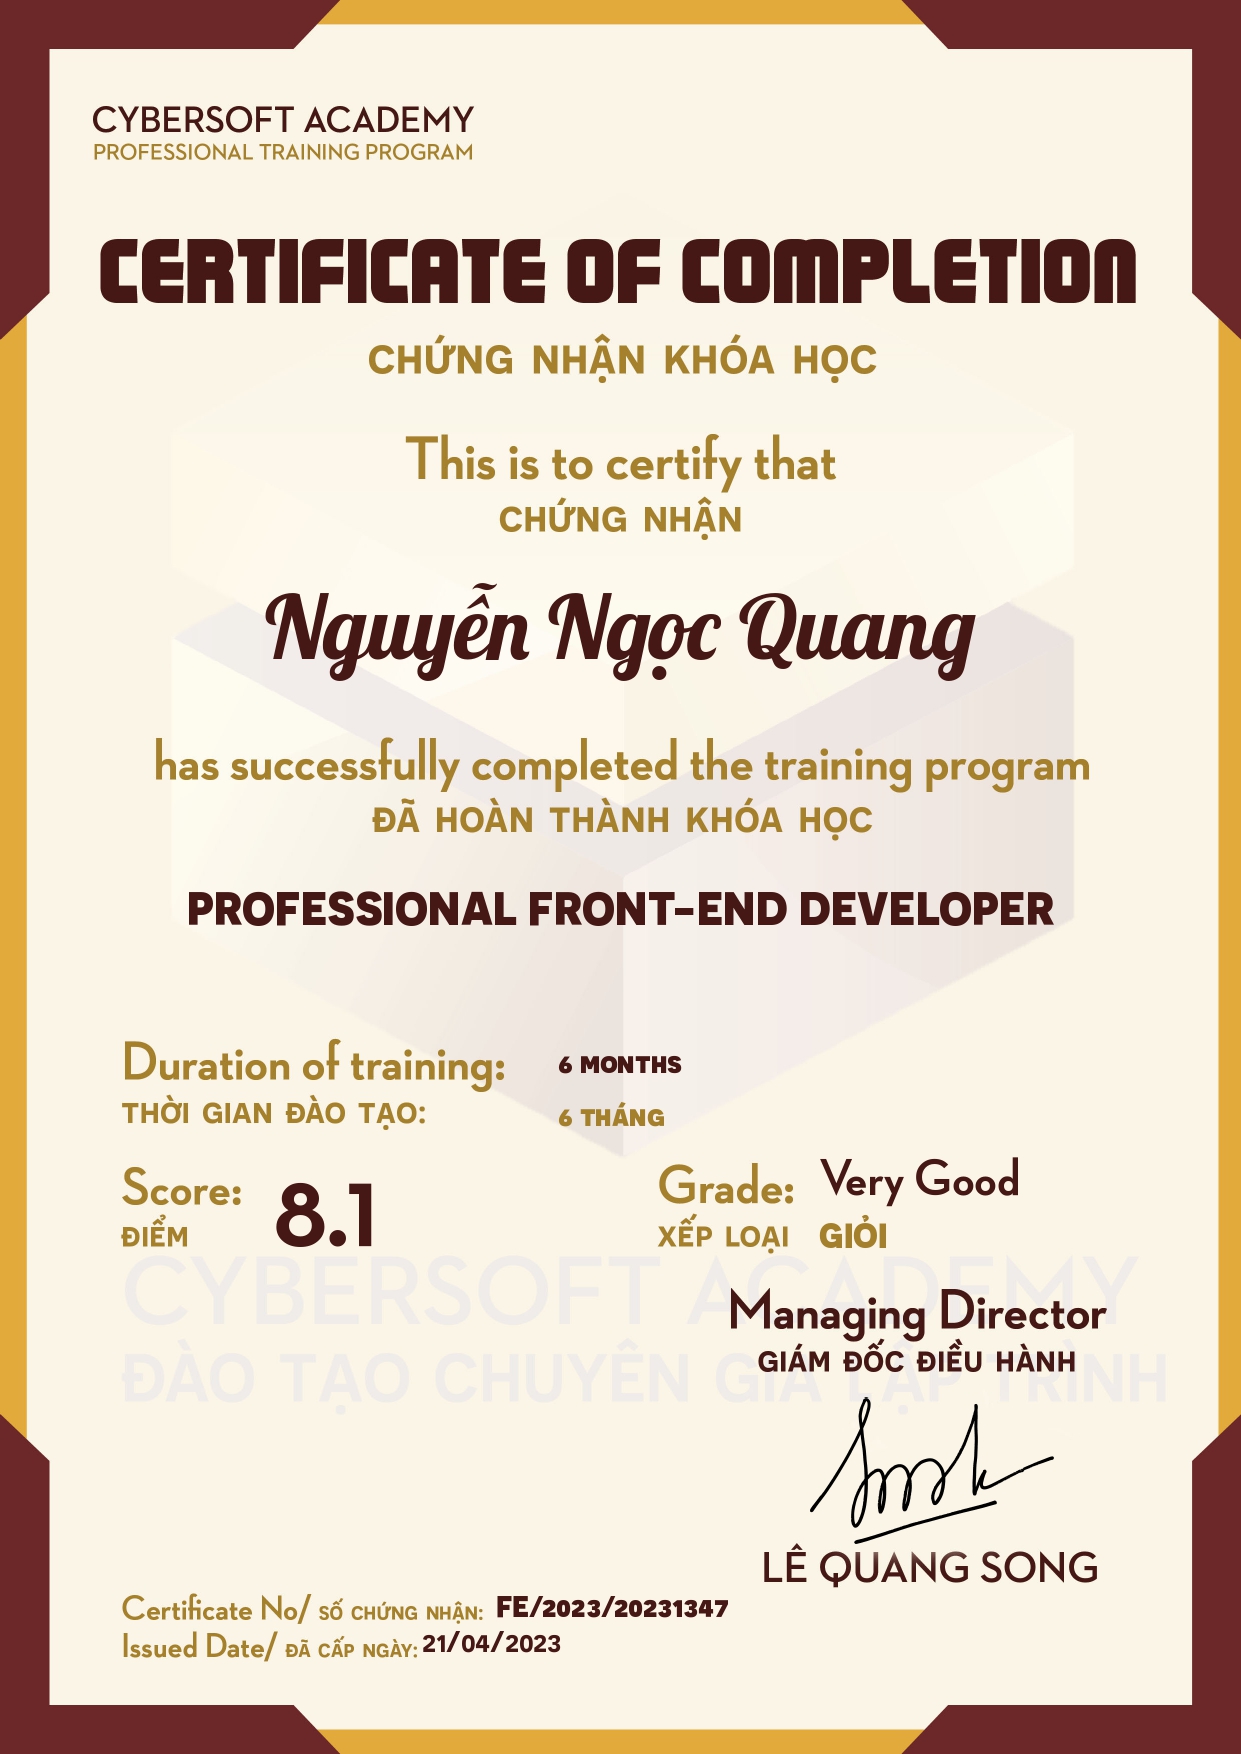 CYBERSOFT ACADEMY
PROFESSIONAL TRAINING PROGRAM
CERTIFICATE OF COMPLETION
CHỨNG NHẬN KHÓA HỌC
This is to certify that
CHỨNG NHẬN
Nguyễn Ngọc Quang
has successfully completed the training program
ĐÃ HOÀN THÀNH KHÓA HỌC
PROFESSIONAL FRONT-END DEVELOPER
Duration of training: 6 MONTHS
THỜI GIAN ĐÀO TẠO: 6 THÁNG
Score: 8.1 Grade: Very Good
ĐIỂM XẾP LOẠI GIỎI
CYBERSOFT ACADEMY
ĐÀO TẠO CHUYÊN GIA LẬP TRÌNH
Managing Director
GIÁM ĐỐC ĐIỀU HÀNH
LÊ QUANG SONG
Certificate No/ SỐ CHỨNG NHẬN: FE/2023/20231347
Issued Date/ ĐÃ CẤP NGÀY: 21/04/2023